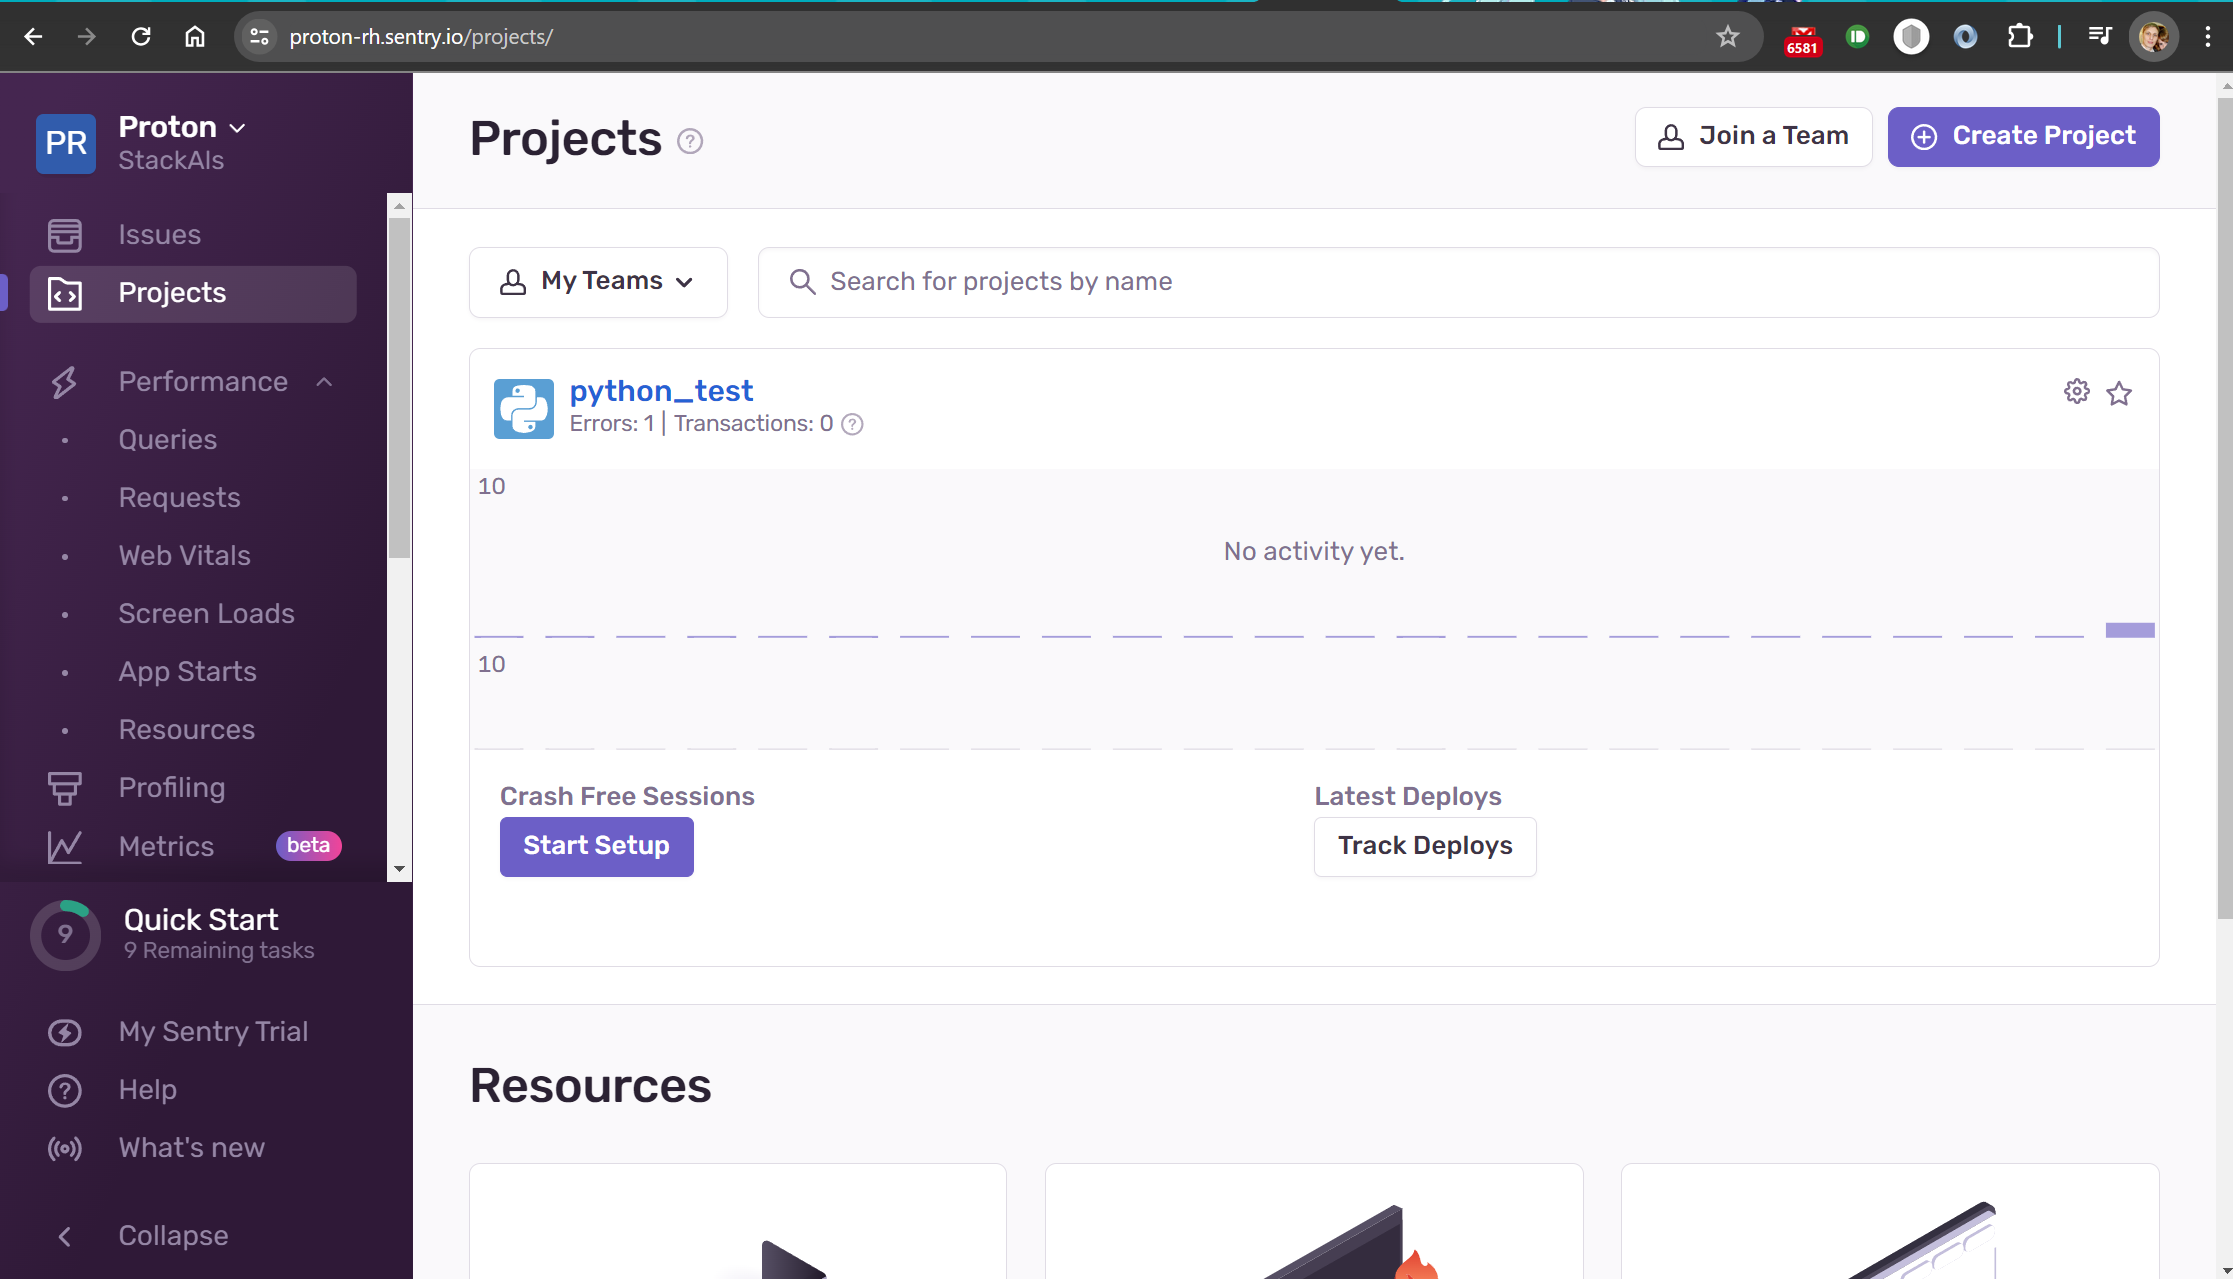 proton-rh.sentry.io/projects/
6581
PR
Proton
StackAIs
Issues
Projects
Performance
Queries
Requests
Web Vitals
Screen Loads
App Starts
Resources
Profiling
Metrics beta
9
Quick Start
9 Remaining tasks
My Sentry Trial
Help
What's new
Collapse
Projects ?
Join a Team
Create Project
My Teams
Search for projects by name
python_test
Errors: 1 | Transactions: 0 ?
10
No activity yet.
10
Crash Free Sessions
Start Setup
Latest Deploys
Track Deploys
Resources